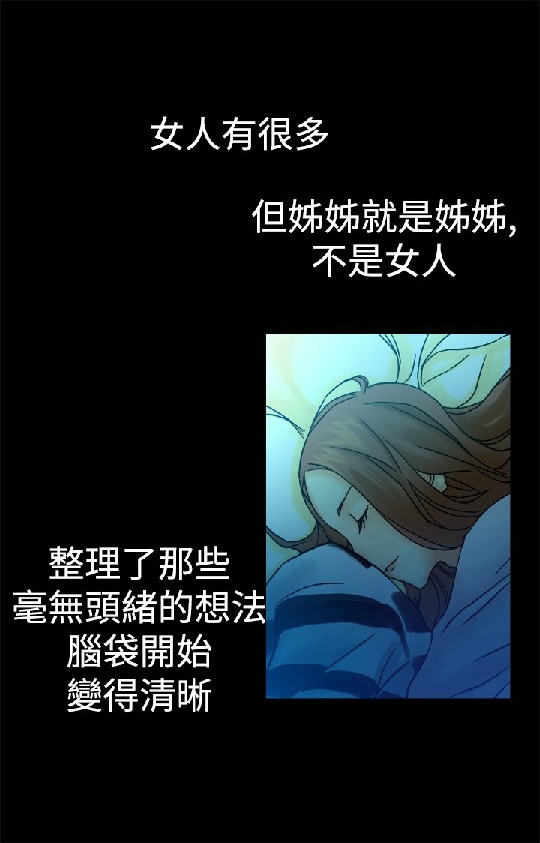 女人有很多
但姊姊就是姊姊,
不是女人
整理了那些
毫無頭緒的想法
腦袋開始
變得清晰